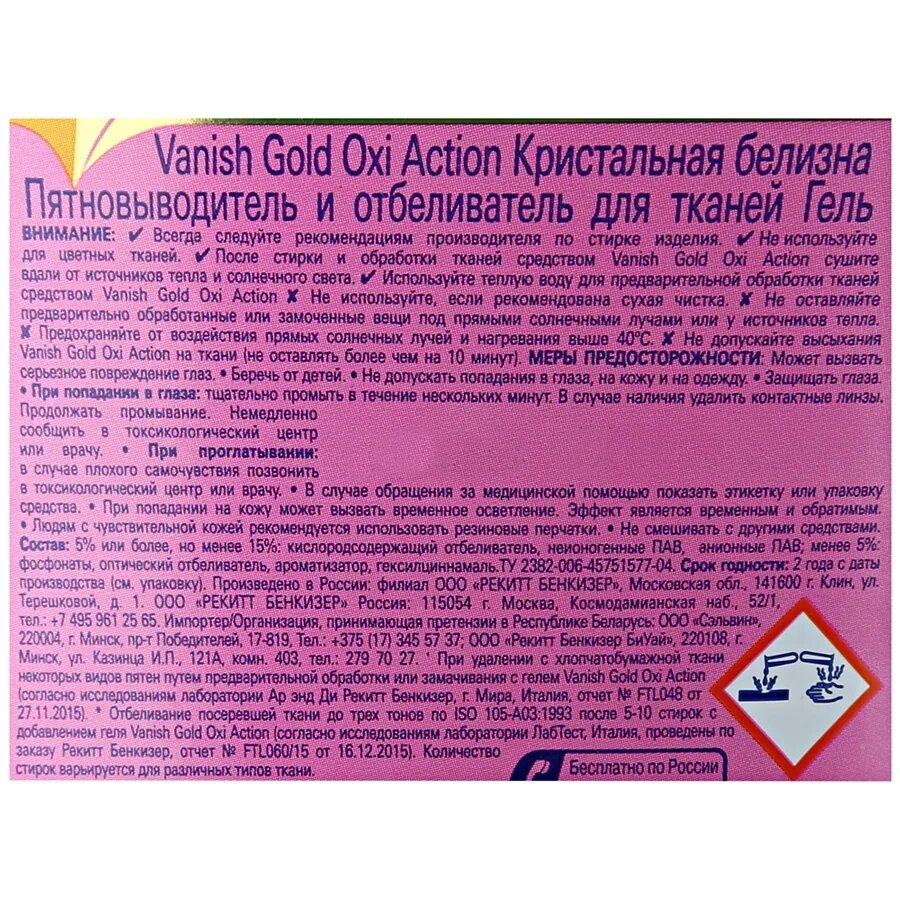 Vanish Gold Oxi Action Кристальная белизна
Пятновыводитель и отбеливатель для тканей Гель
ВНИМАНИЕ: ✔ Всегда следуйте рекомендациям производителя по стирке изделия. ✔ Не используйте
для цветных тканей. ✔ После стирки и обработки тканей средством Vanish Gold Oxi Action сушите
вдали от источников тепла и солнечного света. ✔ Используйте теплую воду для предварительной обработки тканей
средством Vanish Gold Oxi Action ✘ Не используйте, если рекомендована сухая чистка. ✘ Не оставляйте
предварительно обработанные или замоченные вещи под прямыми солнечными лучами или у источников тепла.
✘ Предохраняйте от воздействия прямых солнечных лучей и нагревания выше 40°С. ✘ Не допускайте высыхания
Vanish Gold Oxi Action на ткани (не оставлять более чем на 10 минут). МЕРЫ ПРЕДОСТОРОЖНОСТИ: Может вызвать
серьезное повреждение глаз. • Беречь от детей. • Не допускать попадания в глаза, на кожу и на одежду. • Защищать глаза.
• При попадании в глаза: тщательно промыть в течение нескольких минут. В случае наличия удалить контактные линзы.
Продолжать промывание. Немедленно
сообщить в токсикологический центр
или врачу. • При проглатывании:
в случае плохого самочувствия позвонить
в токсикологический центр или врачу. • В случае обращения за медицинской помощью показать этикетку или упаковку
средства. • При попадании на кожу может вызвать временное осветление. Эффект является временным и обратимым.
• Людям с чувствительной кожей рекомендуется использовать резиновые перчатки. • Не смешивать с другими средствами.
Состав: 5% или более, но менее 15%: кислородсодержащий отбеливатель, неионогенные ПАВ, анионные ПАВ; менее 5%:
фосфонаты, оптический отбеливатель, ароматизатор, гексилциннамаль.ТУ 2382-006-45751577-04. Срок годности: 2 года с даты
производства (см. упаковку). Произведено в России: филиал ООО «РЕКИТТ БЕНКИЗЕР», Московская обл., 141600 г. Клин, ул.
Терешковой, д. 1. ООО «РЕКИТТ БЕНКИЗЕР» Россия: 115054 г. Москва, Космодамианская наб., 52/1,
тел.: +7 495 961 25 65. Импортер/Организация, принимающая претензии в Республике Беларусь: ООО «Сэльвин»,
220004, г. Минск, пр-т Победителей, 17-819, Тел.: +375 (17) 345 57 37; ООО «Рекитт Бенкизер БиУай», 220108, г.
Минск, ул. Казинца И.П., 121А, комн. 403, тел.: 279 70 27. * При удалении с хлопчатобумажной ткани
некоторых видов пятен путем предварительной обработки или замачивания с гелем Vanish Gold Oxi Action
(согласно исследованиям лаборатории Ар энд Ди Рекитт Бенкизер, г. Мира, Италия, отчет № FTL048 от
27.11.2015). * Отбеливание посеревшей ткани до трех тонов по ISO 105-A03:1993 после 5-10 стирок с
добавлением геля Vanish Gold Oxi Action (согласно исследованиям лаборатории ЛабТест, Италия, проведены по
заказу Рекитт Бенкизер, отчет № FTL060/15 от 16.12.2015). Количество
стирок варьируется для различных типов ткани.
Бесплатно по России